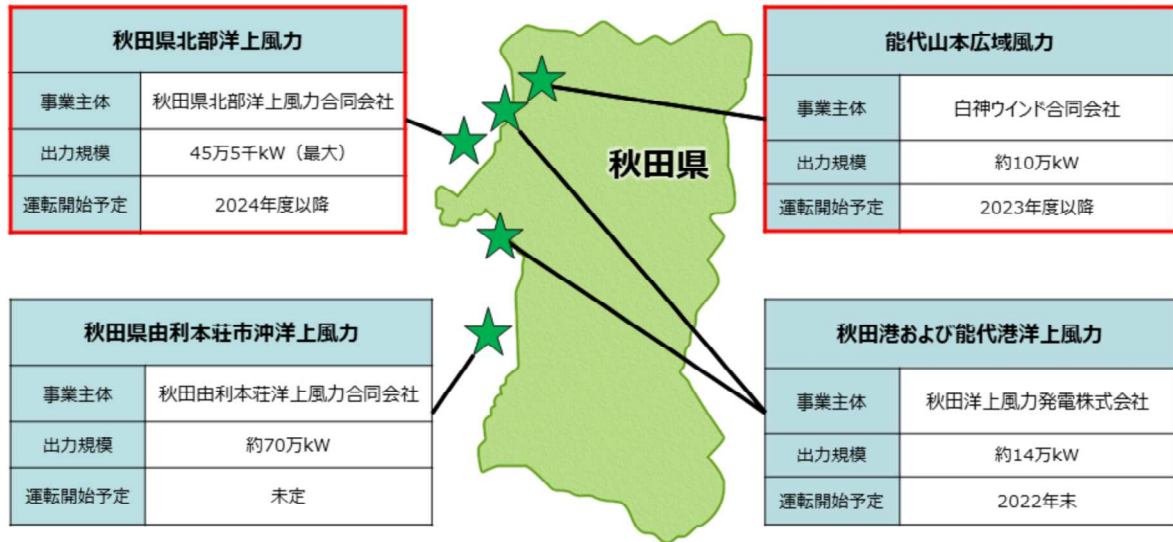 秋田県北部洋上風力
事業主体 秋田県北部洋上風力合同会社
出力規模 45万5千kW（最大）
運転開始予定 2024年度以降
能代山本広域風力
事業主体 白神ウインド合同会社
出力規模 約10万kW
運転開始予定 2023年度以降
秋田県
秋田県由利本荘市沖洋上風力
事業主体 秋田由利本荘洋上風力合同会社
出力規模 約70万kW
運転開始予定 未定
秋田港および能代港洋上風力
事業主体 秋田洋上風力発電株式会社
出力規模 約14万kW
運転開始予定 2022年末